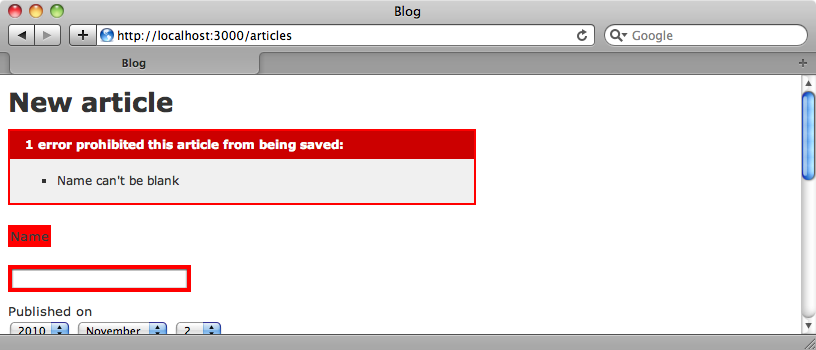 Blog
http://localhost:3000/articles
Google
Blog
New article
1 error prohibited this article from being saved:
Name can't be blank
Name
Published on
2010 November 2